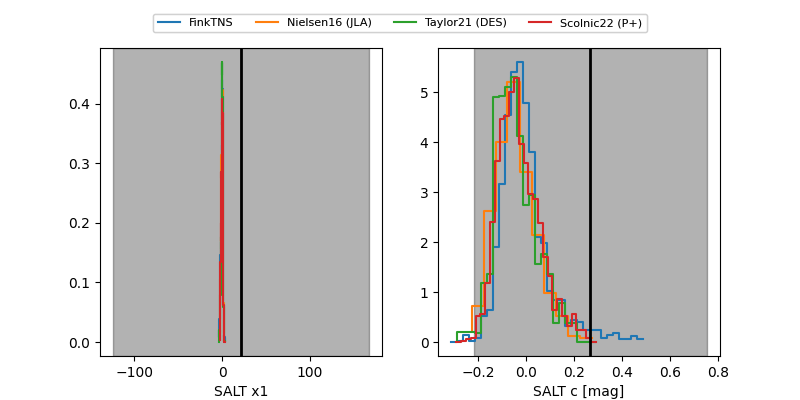 FinkTNS Nielsen16 (JLA) Taylor21 (DES) Scolnic22 (P+)
0.4
0.3
0.2
0.1
0.0
−100 0 100
SALT x1
5
4
3
2
1
0
−0.2 0.0 0.2 0.4 0.6 0.8
SALT c [mag]